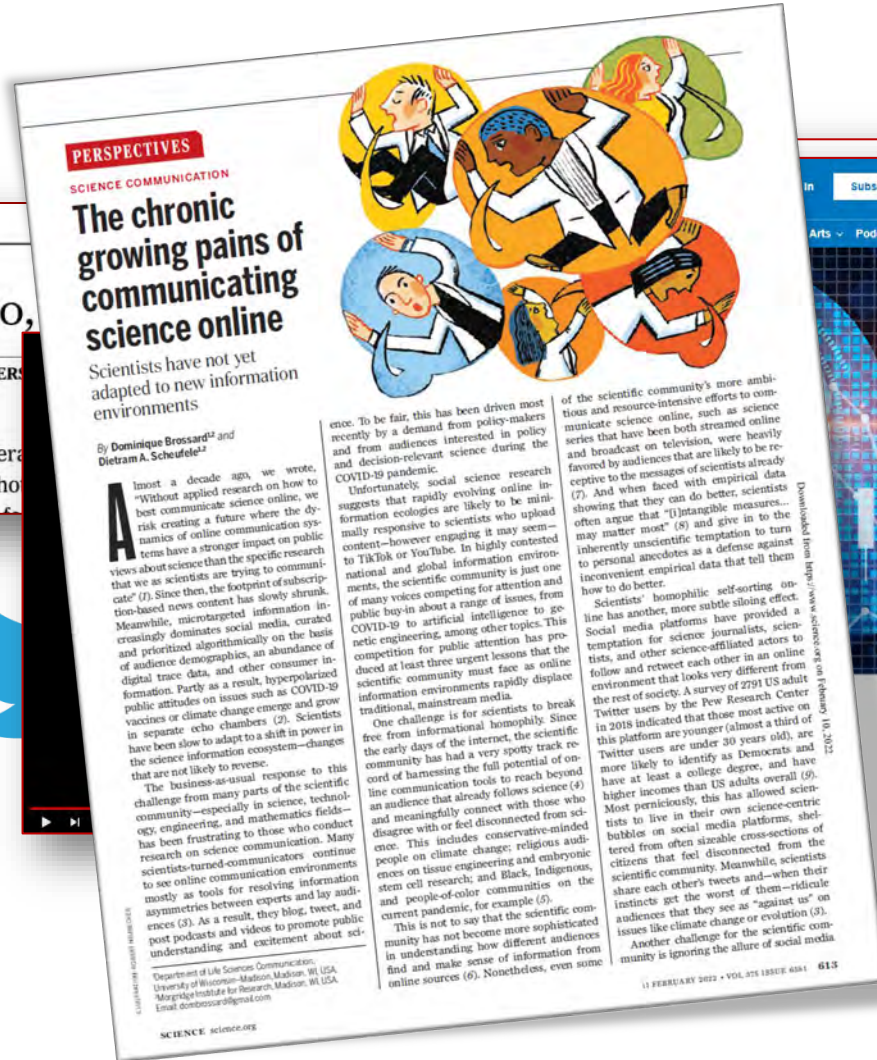 PERSPECTIVES
SCIENCE COMMUNICATION
The chronic
growing pains of
communicating
science online
Scientists have not yet
adapted to new information
environments
By Dominique Brossard1,2 and
Dietram A. Scheufele1,2
Almost a decade ago, we wrote,
“Without applied research on how to
best communicate science online, we
risk creating a future where the dy-
namics of online communication sys-
tems have a stronger impact on public
views about science than the specific research
that we as scientists are trying to communi-
cate” (1). Since then, the footprint of subscrip-
tion-based news content has slowly shrunk.
Meanwhile, microtargeted information in-
creasingly dominates social media, curated
and prioritized algorithmically on the basis
of audience demographics, an abundance of
digital trace data, and other consumer in-
formation. Partly as a result, hyperpolarized
public attitudes on issues such as COVID-19
vaccines or climate change emerge and grow
in separate echo chambers (2). Scientists
have been slow to adapt to a shift in power in
the science information ecosystem—changes
that are not likely to reverse.
The business-as-usual response to this
challenge from many parts of the scientific
community—especially in science, technol-
ogy, engineering, and mathematics fields—
has been frustrating to those who conduct
research on science communication. Many
scientists-turned-communicators continue
to see online communication environments
mostly as tools for resolving information
asymmetries between experts and lay audi-
ences (3). As a result, they blog, tweet, and
post podcasts and videos to promote public
understanding and excitement about sci-
1Department of Life Sciences Communication,
University of Wisconsin–Madison, Madison, WI, USA.
2Morgridge Institute for Research, Madison, WI, USA.
Email: dombrossard@gmail.com
ence. To be fair, this has been driven most
recently by a demand from policy-makers
and from audiences interested in policy
and decision-relevant science during the
COVID-19 pandemic.
Unfortunately, social science research
suggests that rapidly evolving online in-
formation ecologies are likely to be mini-
mally responsive to scientists who upload
content—however engaging it may seem—
to TikTok or YouTube. In highly contested
national and global information environ-
ments, the scientific community is just one
of many voices competing for attention and
public buy-in about a range of issues, from
COVID-19 to artificial intelligence to ge-
netic engineering, among other topics. This
competition for public attention has pro-
duced at least three urgent lessons that the
scientific community must face as online
information environments rapidly displace
traditional, mainstream media.
One challenge is for scientists to break
free from informational homophily. Since
the early days of the internet, the scientific
community has had a very spotty track re-
cord of harnessing the full potential of on-
line communication tools to reach beyond
an audience that already follows science (4)
and meaningfully connect with those who
disagree with or feel disconnected from sci-
ence. This includes conservative-minded
people on climate change; religious audi-
ences on tissue engineering and embryonic
stem cell research; and Black, Indigenous,
and people-of-color communities on the
current pandemic, for example (5).
This is not to say that the scientific com-
munity has not become more sophisticated
in understanding how different audiences
find and make sense of information from
online sources (6). Nonetheless, even some
of the scientific community’s more ambi-
tious and resource-intensive efforts to com-
municate science online, such as science
series that have been both streamed online
and broadcast on television, were heavily
favored by audiences that are likely to be re-
ceptive to the messages of scientists already
(7). And when faced with empirical data
showing that they can do better, scientists
often argue that “[i]ntangible measures…
may matter most” (8) and give in to the
inherently unscientific temptation to turn
to personal anecdotes as a defense against
inconvenient empirical data that tell them
how to do better.
Scientists’ homophilic self-sorting on-
line has another, more subtle siloing effect.
Social media platforms have provided a
temptation for science journalists, scien-
tists, and other science-affiliated actors to
follow and retweet each other in an online
environment that looks very different from
the rest of society. A survey of 2791 US adult
Twitter users by the Pew Research Center
in 2018 indicated that those most active on
this platform are younger (almost a third of
Twitter users are under 30 years old), are
more likely to identify as Democrats and
have at least a college degree, and have
higher incomes than US adults overall (9).
Most perniciously, this has allowed scien-
tists to live in their own science-centric
bubbles on social media platforms, shel-
tered from often sizeable cross-sections of
citizens that feel disconnected from the
scientific community. Meanwhile, scientists
share each other’s tweets and—when their
instincts get the worst of them—ridicule
audiences that they see as “against us” on
issues like climate change or evolution (3).
Another challenge for the scientific com-
munity is ignoring the allure of social media
Downloaded from https://www.science.org on February 10, 2022
SCIENCE science.org
11 FEBRUARY 2022 • VOL 375 ISSUE 6581 613
In
Subs
Arts
Pod
O,
ERS
era